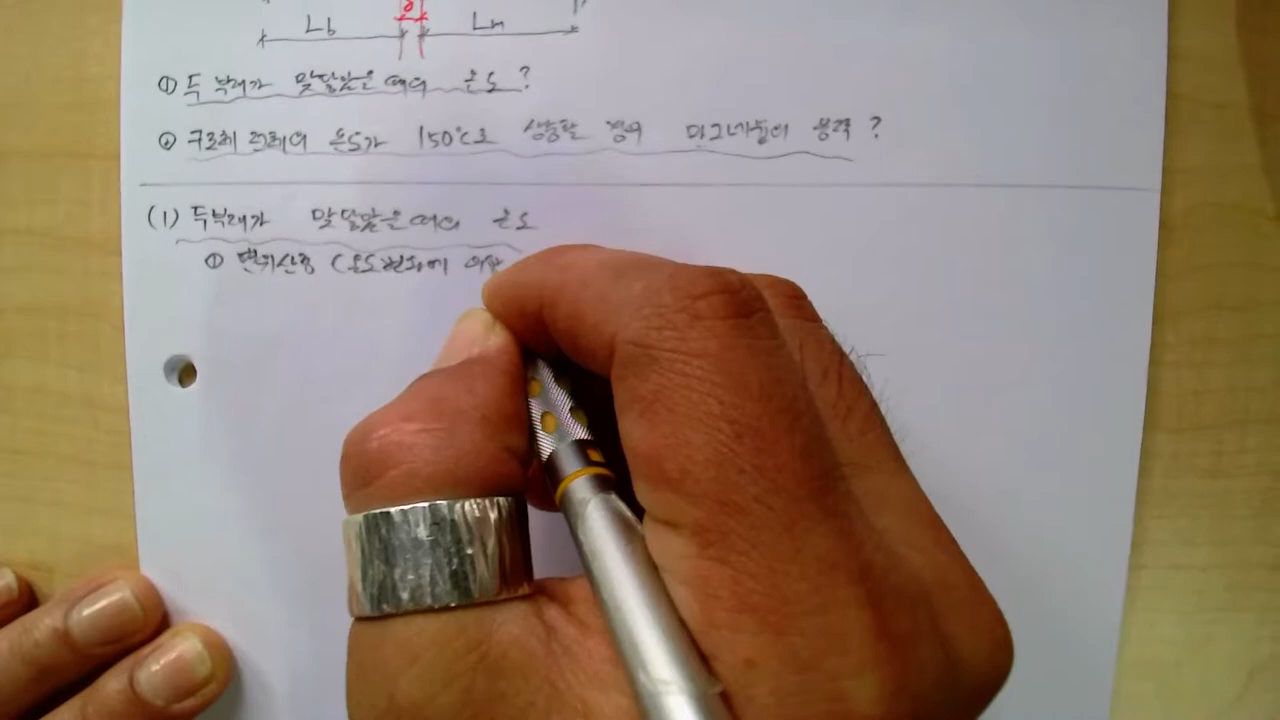 δ
Lb Lm
① 두 부재가 맞닿았을 때의 온도?
② 구조체 전체의 온도가 150℃로 상승할 경우 마그네슘의 응력?
(1) 두부재가 맞닿았을때의 온도
① 변위산정 (온도변화에 의한